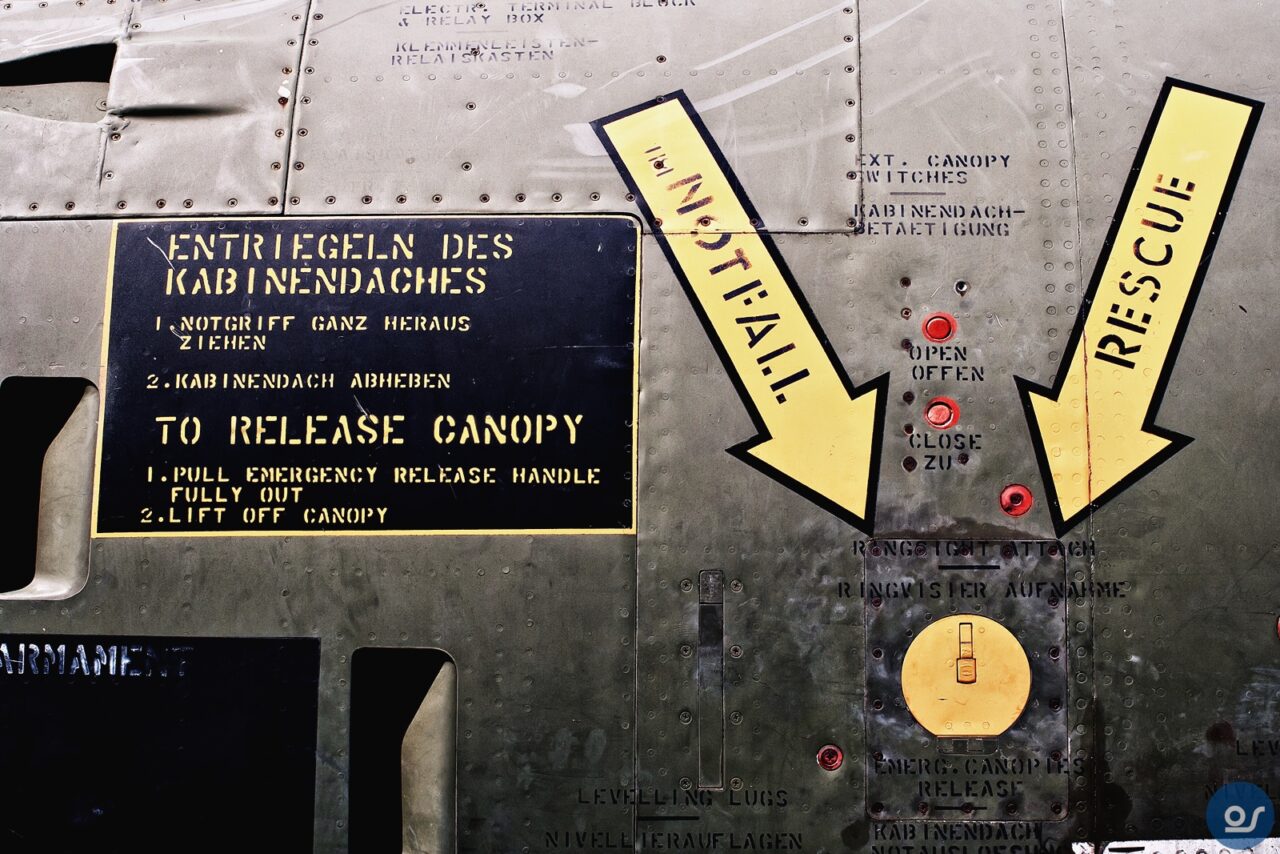 ELECTR. TERMINAL BLOCK
& RELAY BOX
KLEMMENLEISTEN-
RELAISKASTEN
ENTRIEGELN DES
KABINENDACHES
1. NOTGRIFF GANZ HERAUS
ZIEHEN
2. KABINENDACH ABHEBEN
TO RELEASE CANOPY
1. PULL EMERGENCY RELEASE HANDLE
FULLY OUT
2. LIFT OFF CANOPY
NOTFALL
EXT. CANOPY
SWITCHES
KABINENDACH-
BETAETIGUNG
RESCUE
OPEN
OFFEN
CLOSE
ZU
RINGSIGHT ATTACH
RINGVISIER AUFNAHME
ARMAMENT
EMERG. CANOPIES
RELEASE
KABINENDACH
LEVELLING LUGS
NIVELLIERAUFLAGEN